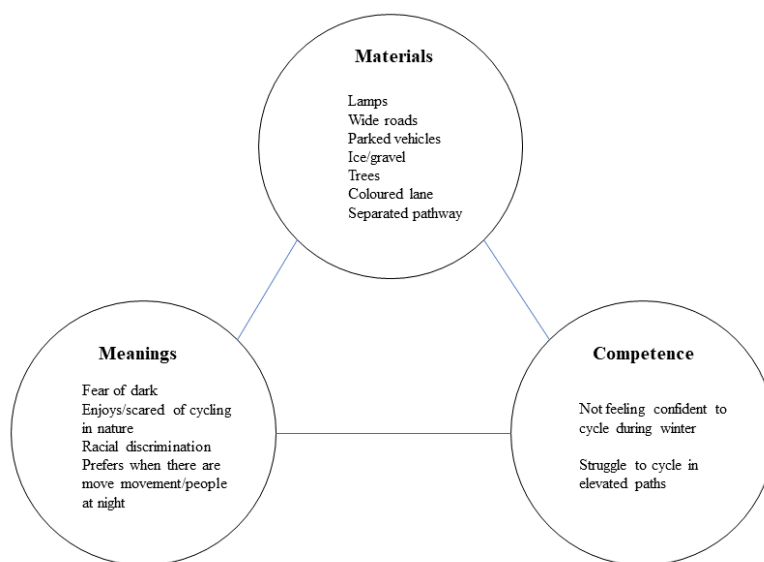 Materials
Lamps
Wide roads
Parked vehicles
Ice/gravel
Trees
Coloured lane
Separated pathway
Meanings
Fear of dark
Enjoys/scared of cycling
in nature
Racial discrimination
Prefers when there are
move movement/people
at night
Competence
Not feeling confident to
cycle during winter
Struggle to cycle in
elevated paths